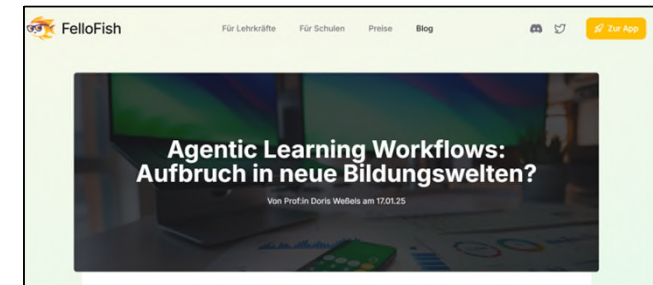 FelloFish
Für Lehrkräfte Für Schulen Preise Blog
Zur App
Agentic Learning Workflows:
Aufbruch in neue Bildungswelten?
Von Prof:in Doris Weßels am 17.01.25